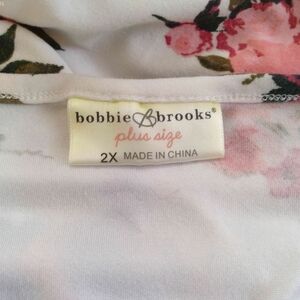 bobbie B brooks®
plus size
2X MADE IN CHINA